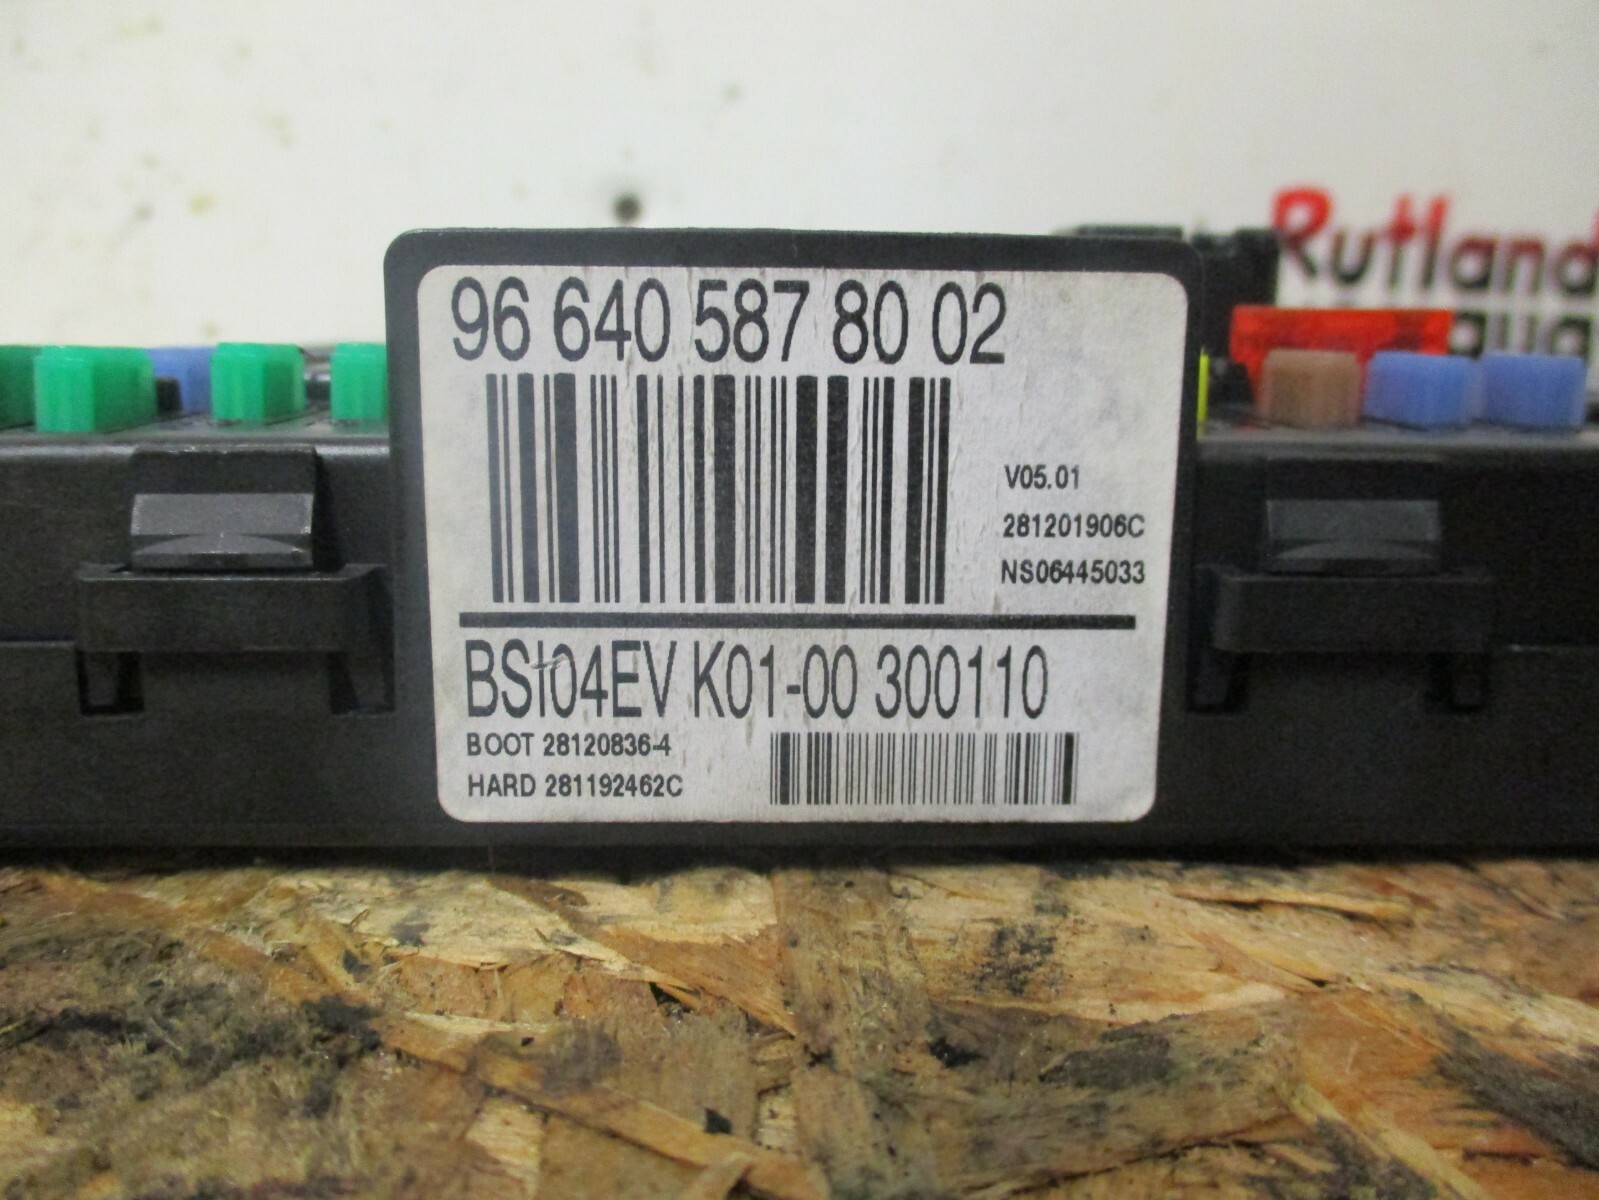 96 640 587 80 02
V05.01
281201906C
NS06445033
BSI04EV K01-00 300110
BOOT 28120836-4
HARD 281192462C
Rutland